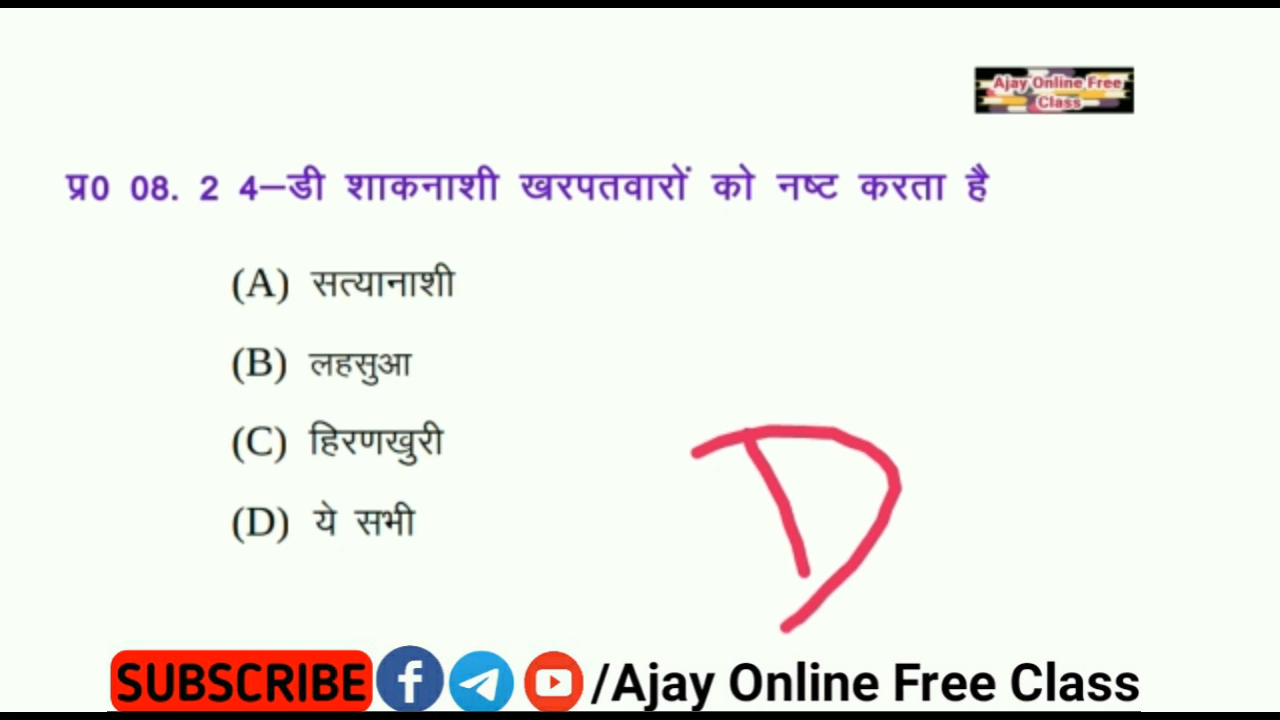 Ajay Online Free
Class
प्र0 08. 2 4–डी शाकनाशी खरपतवारों को नष्ट करता है
(A) सत्यानाशी
(B) लहसुआ
(C) हिरणखुरी
(D) ये सभी
D
SUBSCRIBE f /Ajay Online Free Class